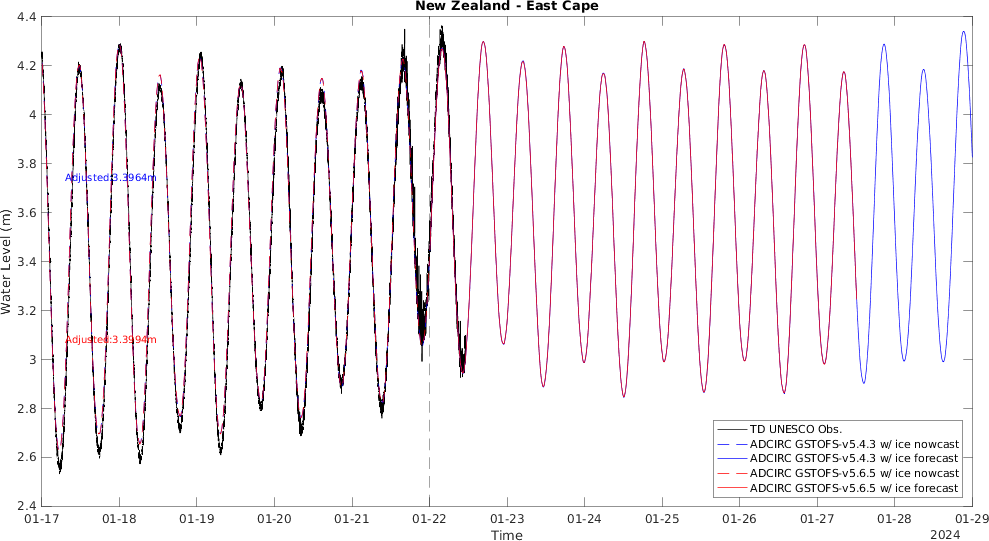 New Zealand - East Cape
Water Level (m)
4.4
4.2
4
3.8
3.6
3.4
3.2
3
2.8
2.6
2.4
Adjusted:3.3964m
Adjusted:3.3994m
TD UNESCO Obs.
ADCIRC GSTOFS-v5.4.3 w/ ice nowcast
ADCIRC GSTOFS-v5.4.3 w/ ice forecast
ADCIRC GSTOFS-v5.6.5 w/ ice nowcast
ADCIRC GSTOFS-v5.6.5 w/ ice forecast
01-17 01-18 01-19 01-20 01-21 01-22 01-23 01-24 01-25 01-26 01-27 01-28 01-29
Time
2024